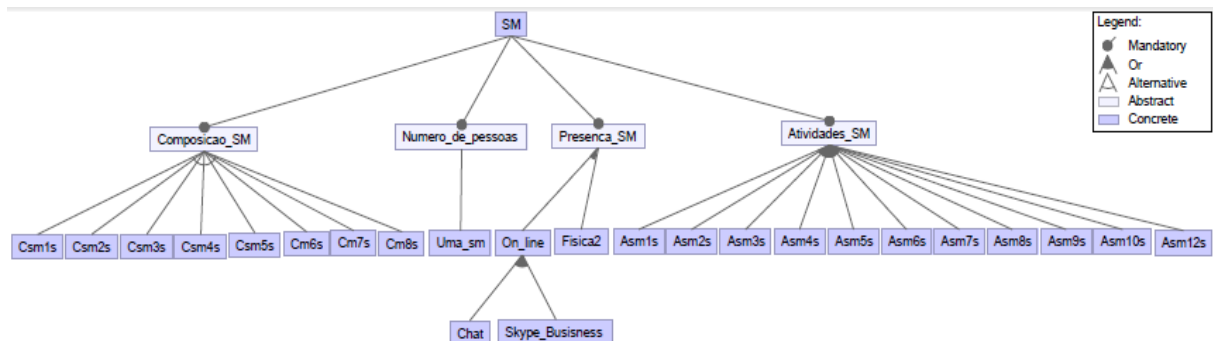 SM
Legend:
Mandatory
Or
Alternative
Abstract
Concrete
Composicao_SM
Numero_de_pessoas
Presenca_SM
Atividades_SM
Csm1s
Csm2s
Csm3s
Csm4s
Csm5s
Cm6s
Cm7s
Cm8s
Uma_sm
On_line
Fisica2
Asm1s
Asm2s
Asm3s
Asm4s
Asm5s
Asm6s
Asm7s
Asm8s
Asm9s
Asm10s
Asm12s
Chat
Skype_Busisness